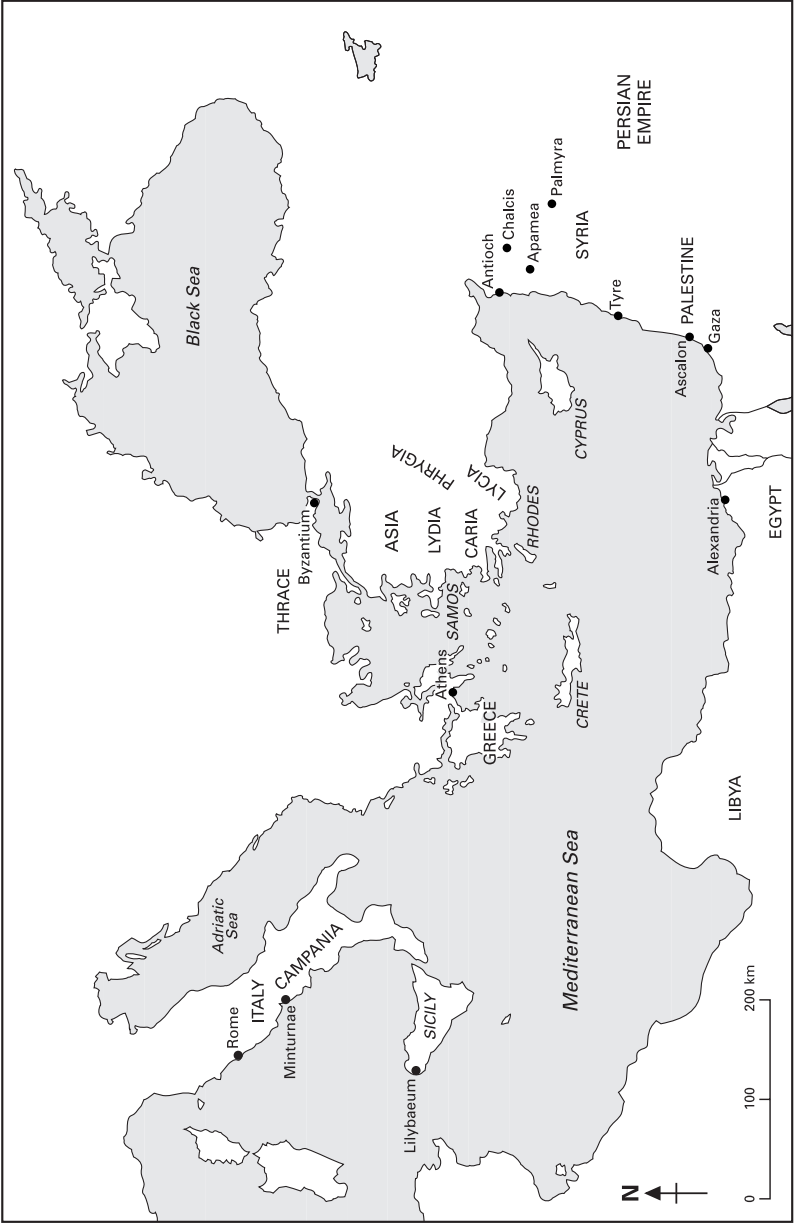 Black Sea
Adriatic
Sea
Rome
ITALY
Minturnae
CAMPANIA
THRACE
Byzantium
ASIA
PHRYGIA
LYDIA
LYCIA
CARIA
SAMOS
Athens
GREECE
RHODES
CRETE
CYPRUS
Antioch
Chalcis
Apamea
Palmyra
SYRIA
PERSIAN
EMPIRE
Tyre
PALESTINE
Ascalon
Gaza
Alexandria
EGYPT
LIBYA
Mediterranean Sea
SICILY
Lilybaeum
N
0 100 200 km